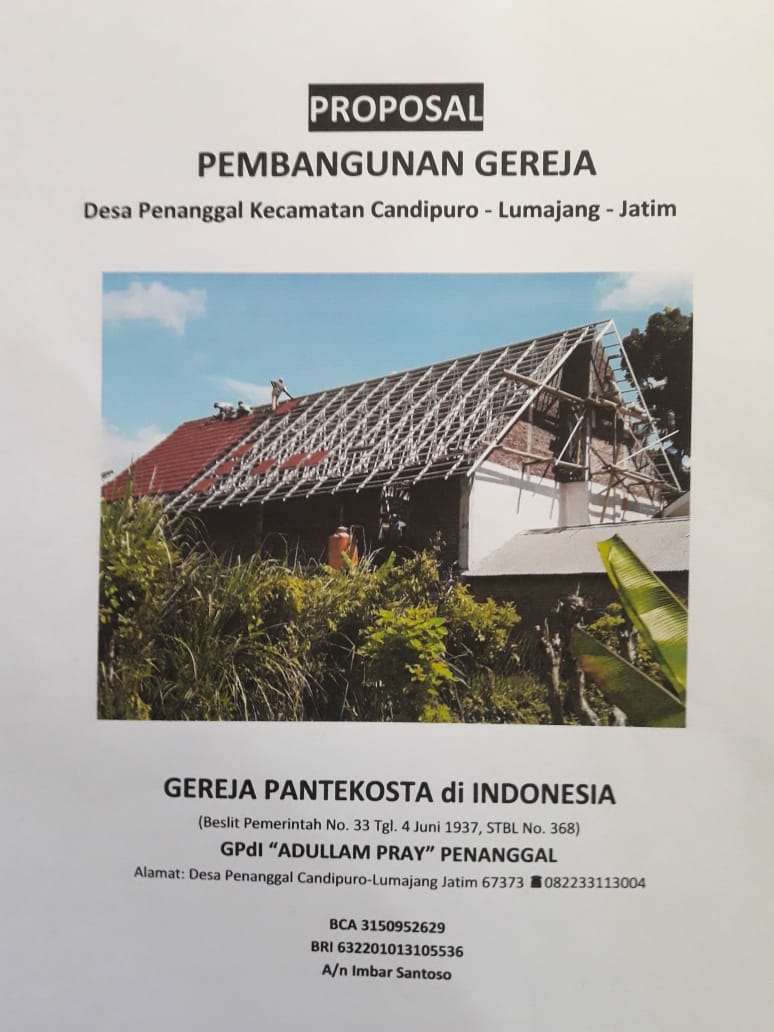 PROPOSAL
PEMBANGUNAN GEREJA
Desa Penanggal Kecamatan Candipuro - Lumajang - Jatim
GEREJA PANTEKOSTA di INDONESIA
(Beslit Pemerintah No. 33 Tgl. 4 Juni 1937, STBL No. 368)
GPdI “ADULLAM PRAY” PENANGGAL
Alamat: Desa Penanggal Candipuro-Lumajang Jatim 67373 ☎082233113004
BCA 3150952629
BRI 632201013105536
A/n Imbar Santoso